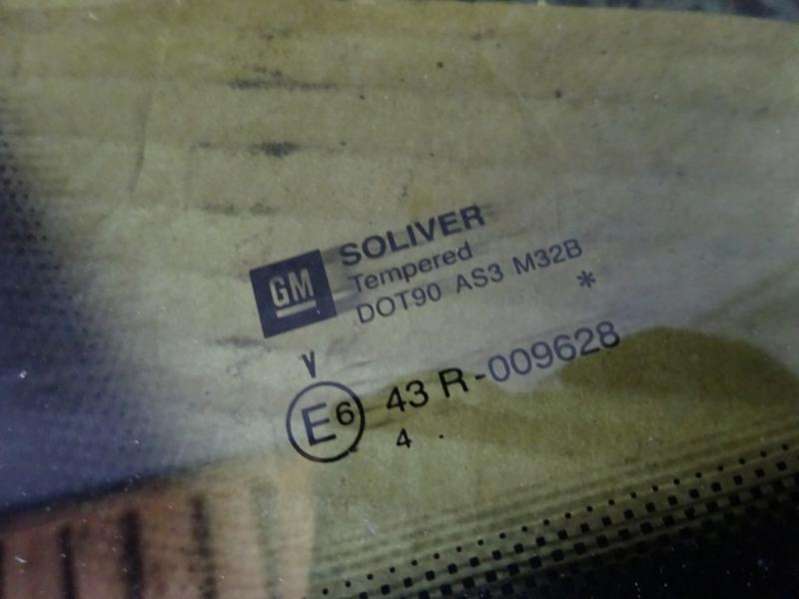 GM
SOLIVER
Tempered
DOT90 AS3 M32B
*
V
E6 43 R-009628
4 .